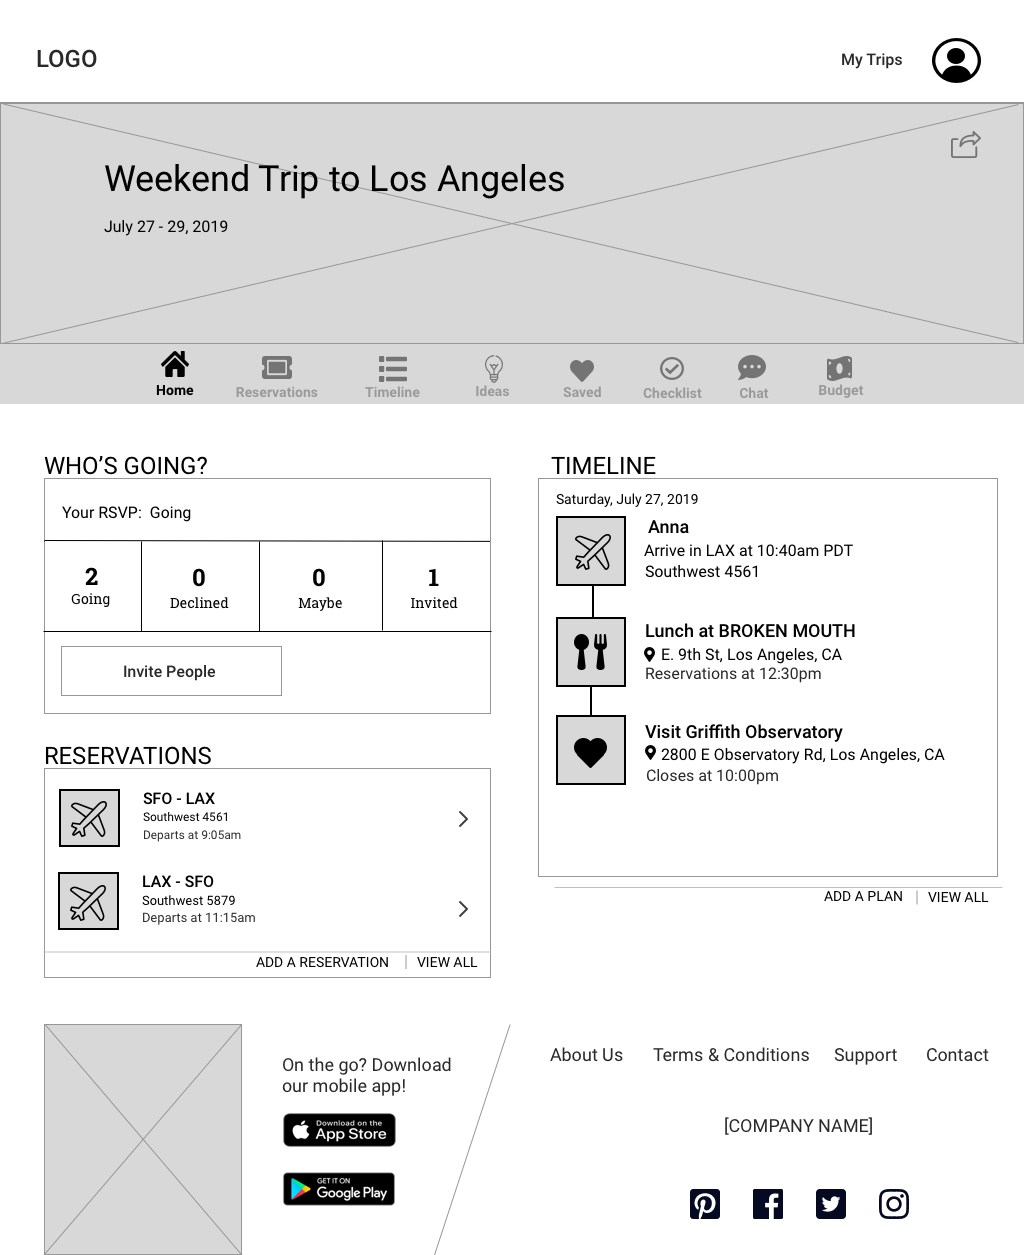 LOGO
My Trips
Weekend Trip to Los Angeles
July 27 - 29, 2019
Home
Reservations
Timeline
Ideas
Saved
Checklist
Chat
Budget
WHO’S GOING?
Your RSVP: Going
2
Going
0
Declined
0
Maybe
1
Invited
Invite People
RESERVATIONS
SFO - LAX
Southwest 4561
Departs at 9:05am
LAX - SFO
Southwest 5879
Departs at 11:15am
ADD A RESERVATION | VIEW ALL
TIMELINE
Saturday, July 27, 2019
Anna
Arrive in LAX at 10:40am PDT
Southwest 4561
Lunch at BROKEN MOUTH
E. 9th St, Los Angeles, CA
Reservations at 12:30pm
Visit Griffith Observatory
2800 E Observatory Rd, Los Angeles, CA
Closes at 10:00pm
ADD A PLAN | VIEW ALL
On the go? Download
our mobile app!
Download on the
App Store
GET IT ON
Google Play
About Us
Terms & Conditions
Support
Contact
[COMPANY NAME]